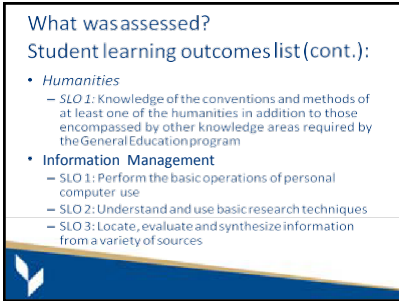 What was assessed?
Student learning outcomes list (cont.):
• Humanities
– SLO 1: Knowledge of the conventions and methods of
at least one of the humanities in addition to those
encompassed by other knowledge areas required by
the General Education program
• Information Management
– SLO 1: Perform the basic operations of personal
computer use
– SLO 2: Understand and use basic research techniques
– SLO 3: Locate, evaluate and synthesize information
from a variety of sources